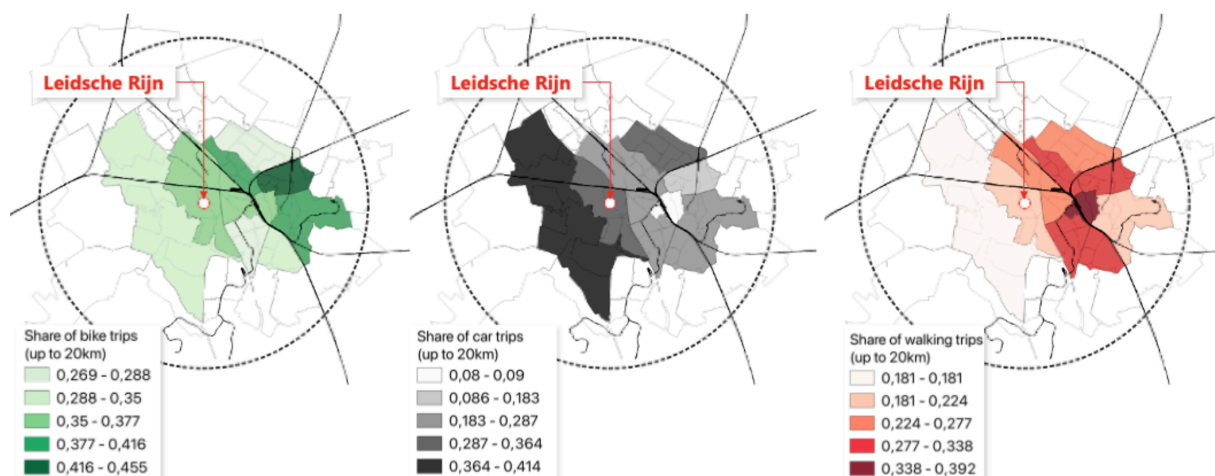 Leidsche Rijn
Share of bike trips
(up to 20km)
0,269 - 0,288
0,288 - 0,35
0,35 - 0,377
0,377 - 0,416
0,416 - 0,455
Leidsche Rijn
Share of car trips
(up to 20km)
0,08 - 0,09
0,086 - 0,183
0,183 - 0,287
0,287 - 0,364
0,364 - 0,414
Leidsche Rijn
Share of walking trips
(up to 20km)
0,181 - 0,181
0,181 - 0,224
0,224 - 0,277
0,277 - 0,338
0,338 - 0,392